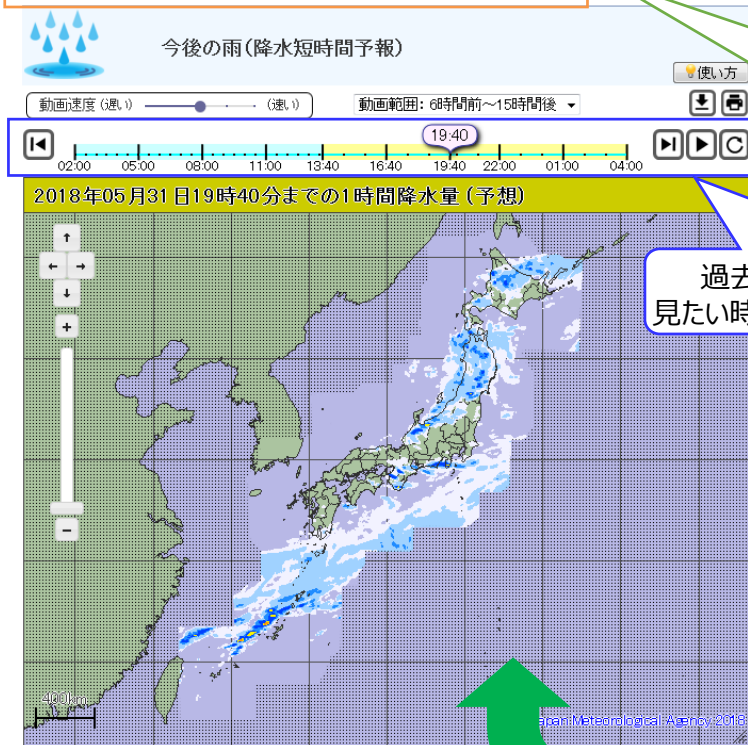 今後の雨(降水短時間予報)
使い方
動画速度 (遅い) (速い)
動画範囲: 6時間前～15時間後
19:40
02:00 05:00 08:00 11:00 13:40 16:40 19:40 22:00 01:00 04:00
2018年05月31日19時40分までの1時間降水量 (予想)
過去
見たい時
400km
apan Meteorological Agency 2018